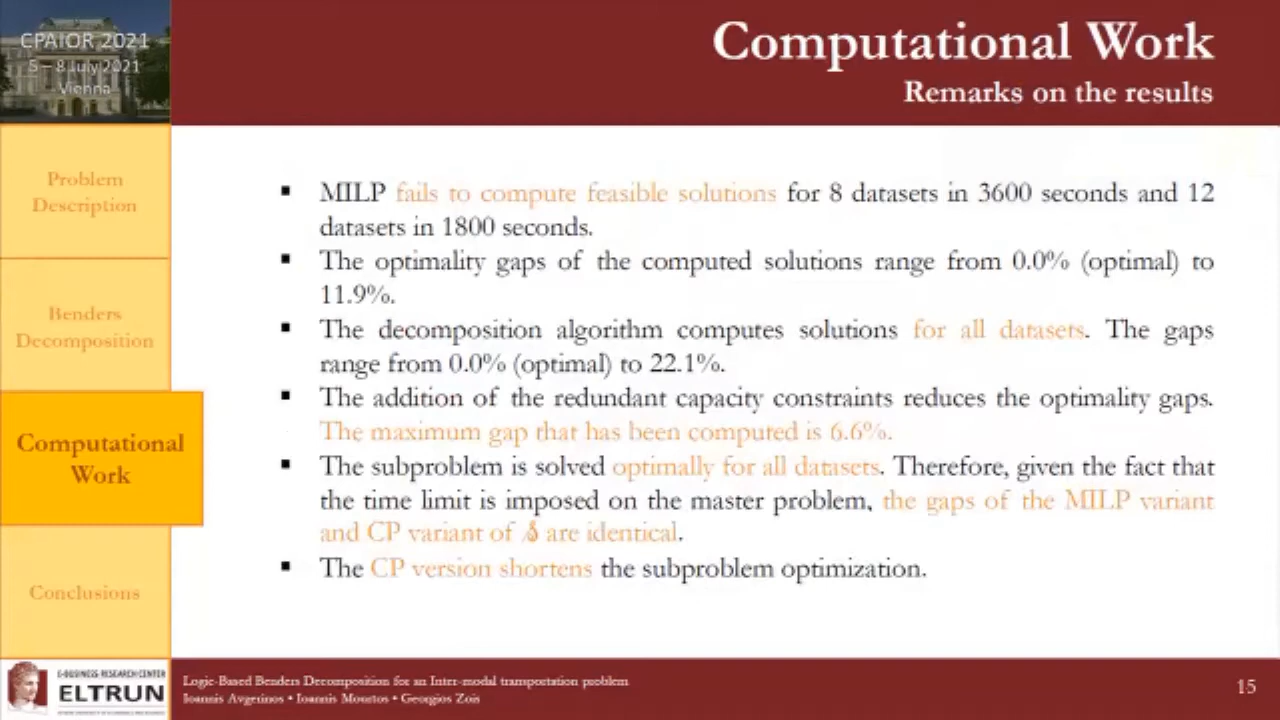 CPAIOR 2021
5 – 8 July 2021
Vienna
Computational Work
Remarks on the results
Problem
Description
Benders
Decomposition
Computational
Work
Conclusions
▪ MILP fails to compute feasible solutions for 8 datasets in 3600 seconds and 12
datasets in 1800 seconds.
▪ The optimality gaps of the computed solutions range from 0.0% (optimal) to
11.9%.
▪ The decomposition algorithm computes solutions for all datasets. The gaps
range from 0.0% (optimal) to 22.1%.
▪ The addition of the redundant capacity constraints reduces the optimality gaps.
The maximum gap that has been computed is 6.6%.
▪ The subproblem is solved optimally for all datasets. Therefore, given the fact that
the time limit is imposed on the master problem, the gaps of the MILP variant
and CP variant of are identical.
▪ The CP version shortens the subproblem optimization.
E-BUSINESS RESEARCH CENTER
ELTRUN
Logic-Based Benders Decomposition for an Inter-modal transportation problem
Ioannis Avgerinos • Ioannis Mourtos • Georgios Zois
15